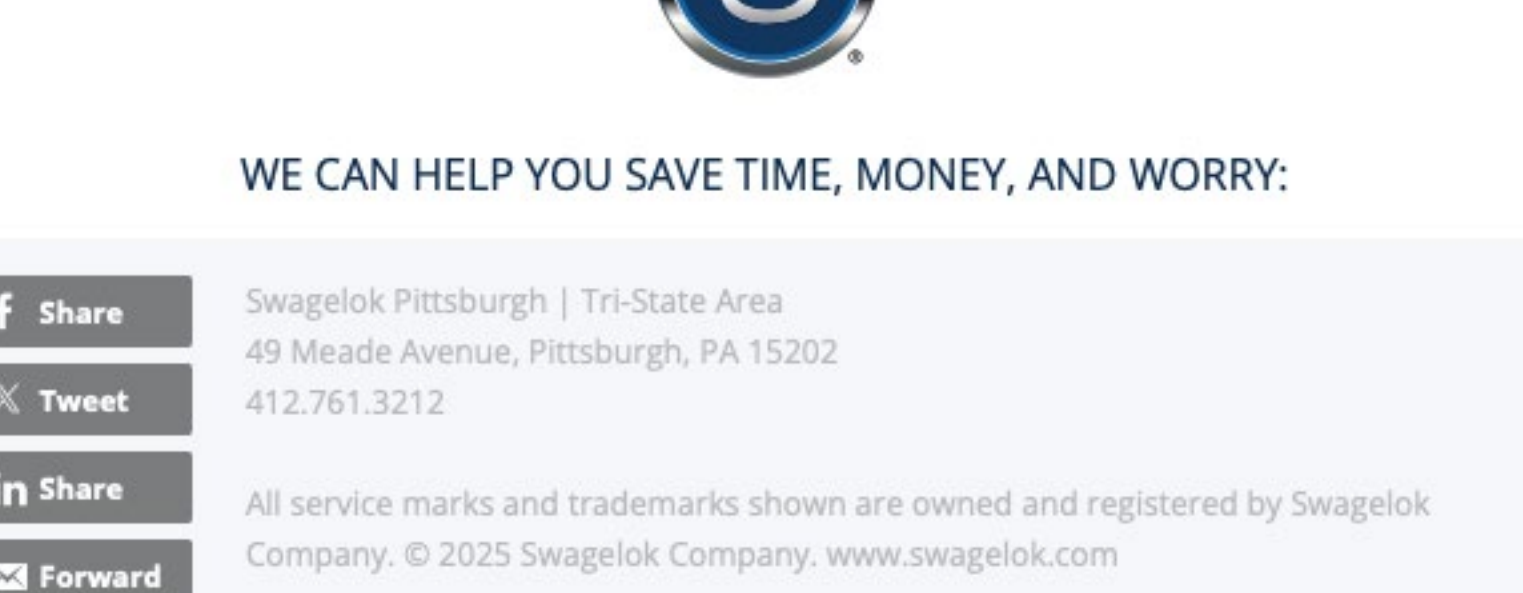 ®
WE CAN HELP YOU SAVE TIME, MONEY, AND WORRY:
f Share
X Tweet
in Share
Forward
Swagelok Pittsburgh | Tri-State Area
49 Meade Avenue, Pittsburgh, PA 15202
412.761.3212
All service marks and trademarks shown are owned and registered by Swagelok
Company. © 2025 Swagelok Company. www.swagelok.com